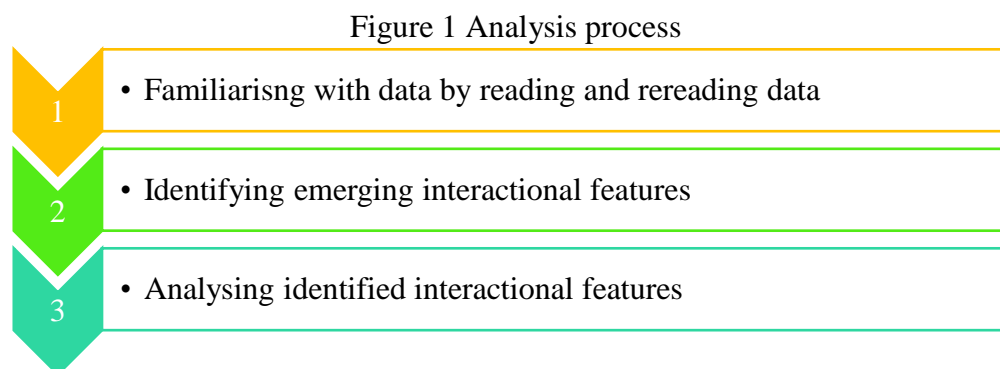 Figure 1 Analysis process
1
• Familiarisng with data by reading and rereading data
2
• Identifying emerging interactional features
3
• Analysing identified interactional features